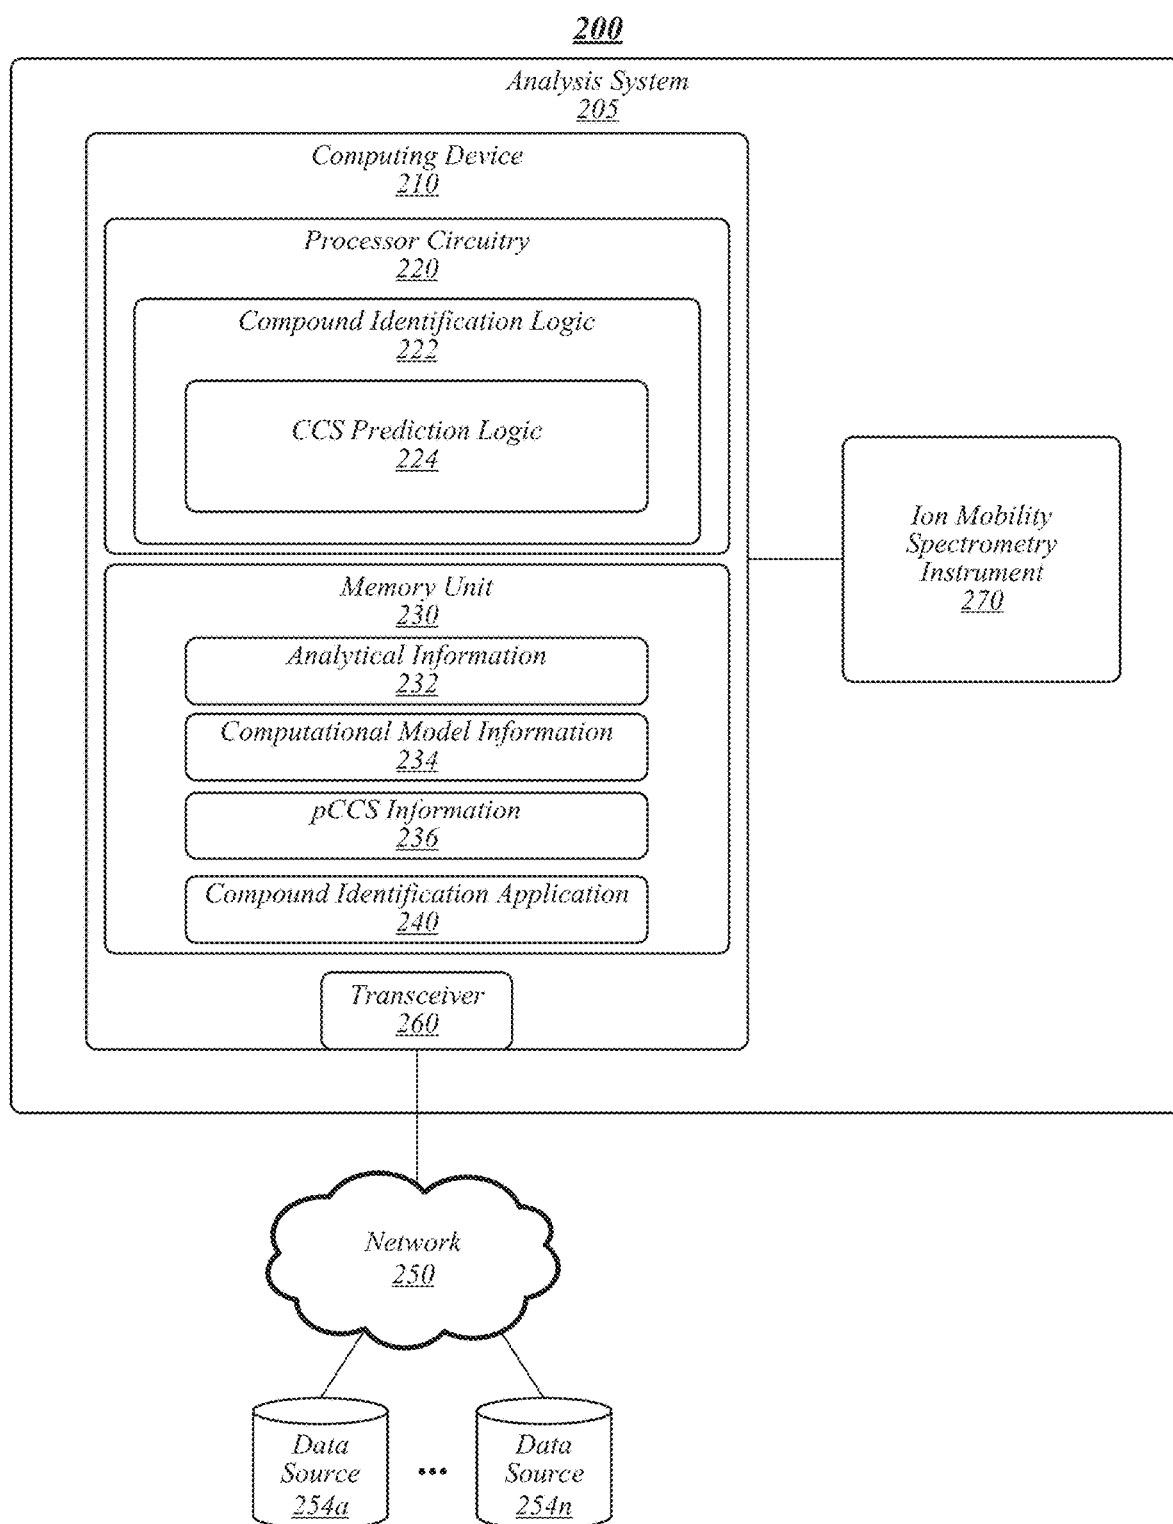 200
Analysis System
205
Computing Device
210
Processor Circuitry
220
Compound Identification Logic
222
CCS Prediction Logic
224
Ion Mobility
Spectrometry
Instrument
270
Memory Unit
230
Analytical Information
232
Computational Model Information
234
pCCS Information
236
Compound Identification Application
240
Transceiver
260
Network
250
Data
Source
254a
...
Data
Source
254n